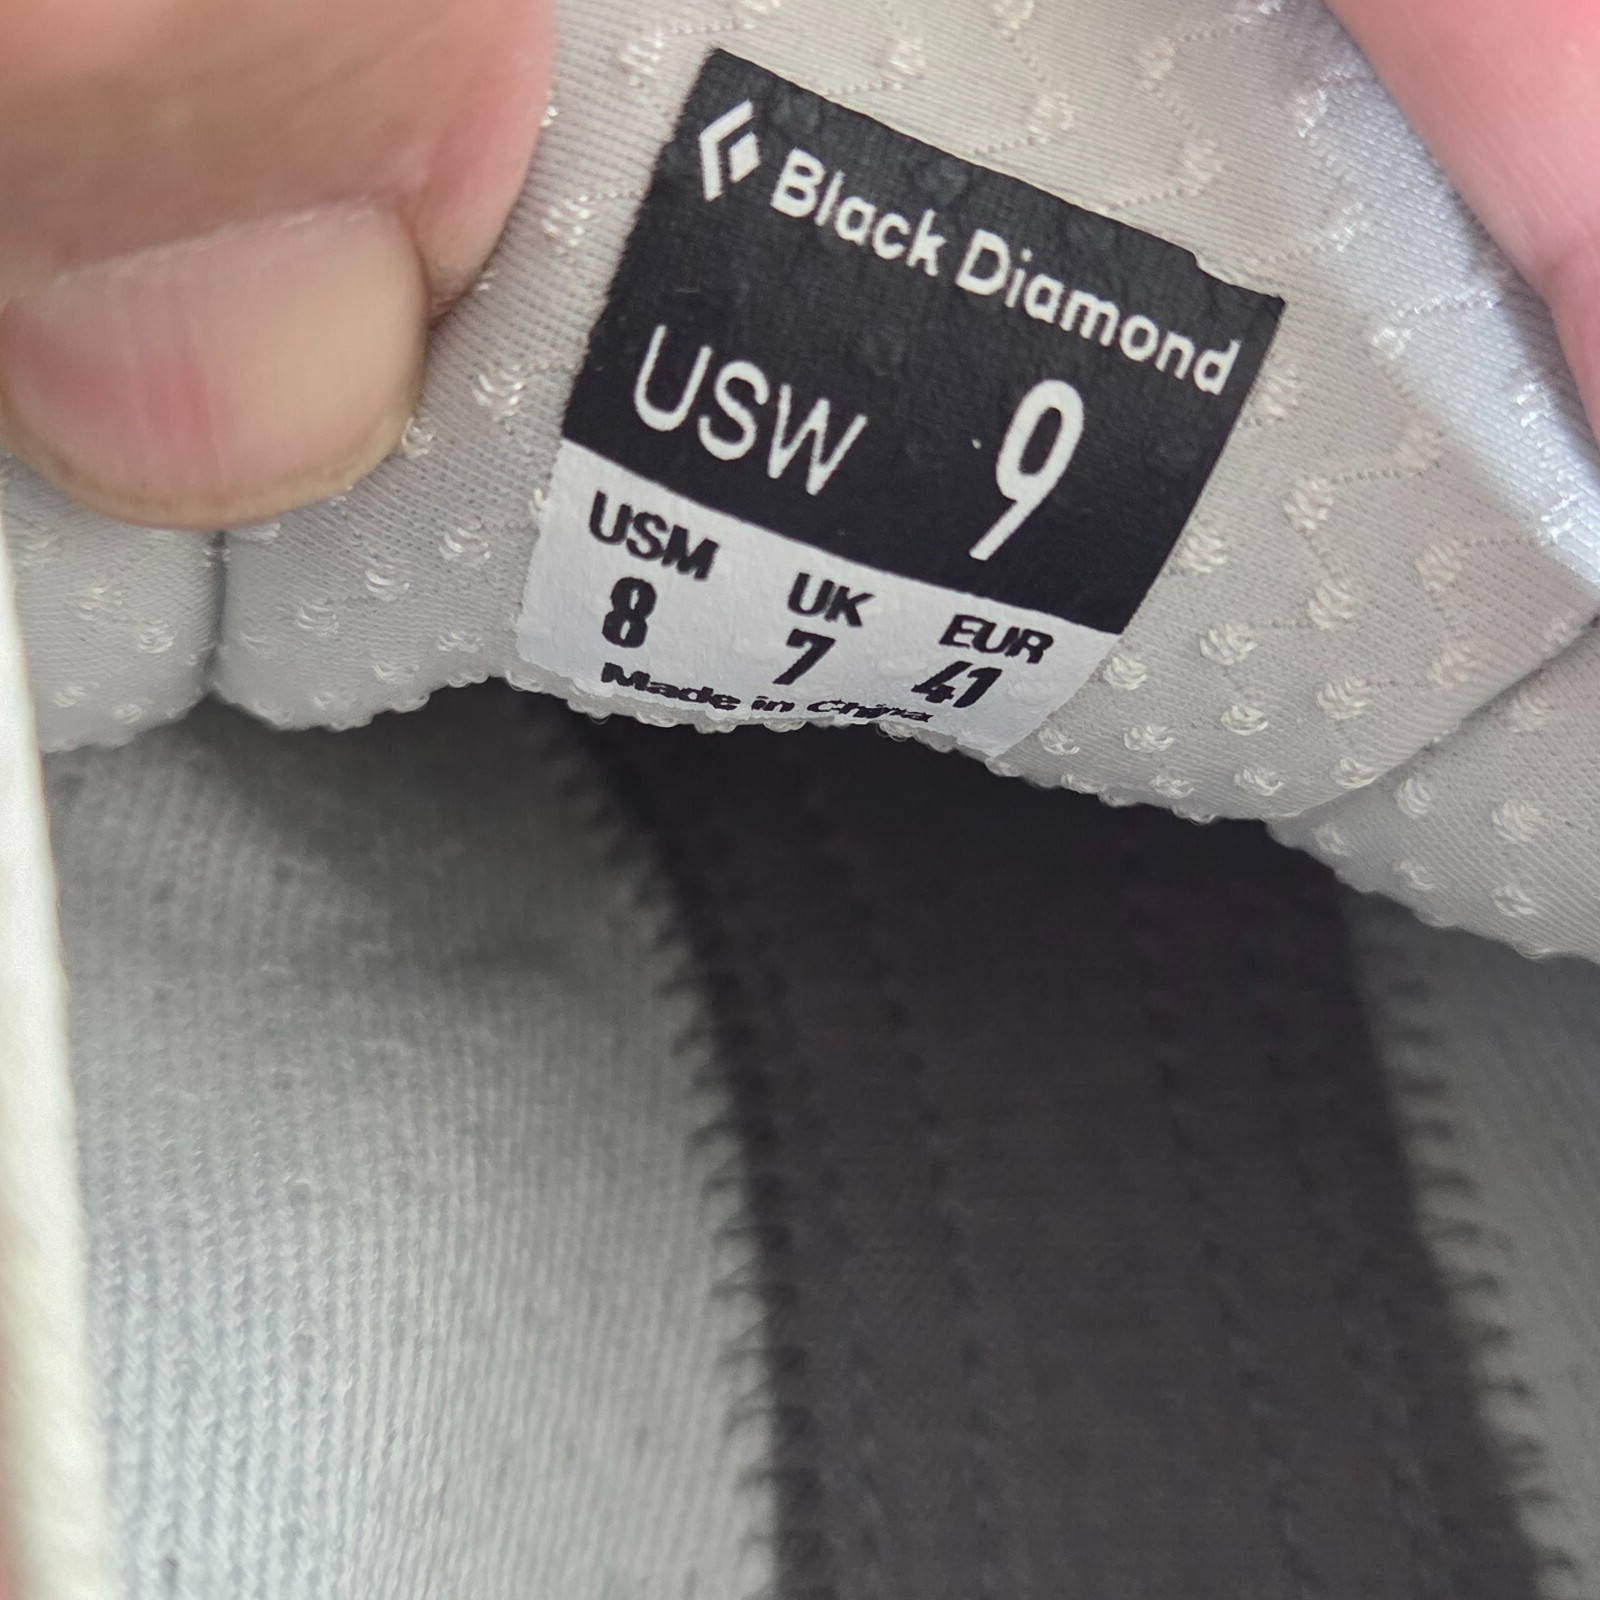 Black Diamond
USW 9
USM UK EUR
8 7 41
Made in China